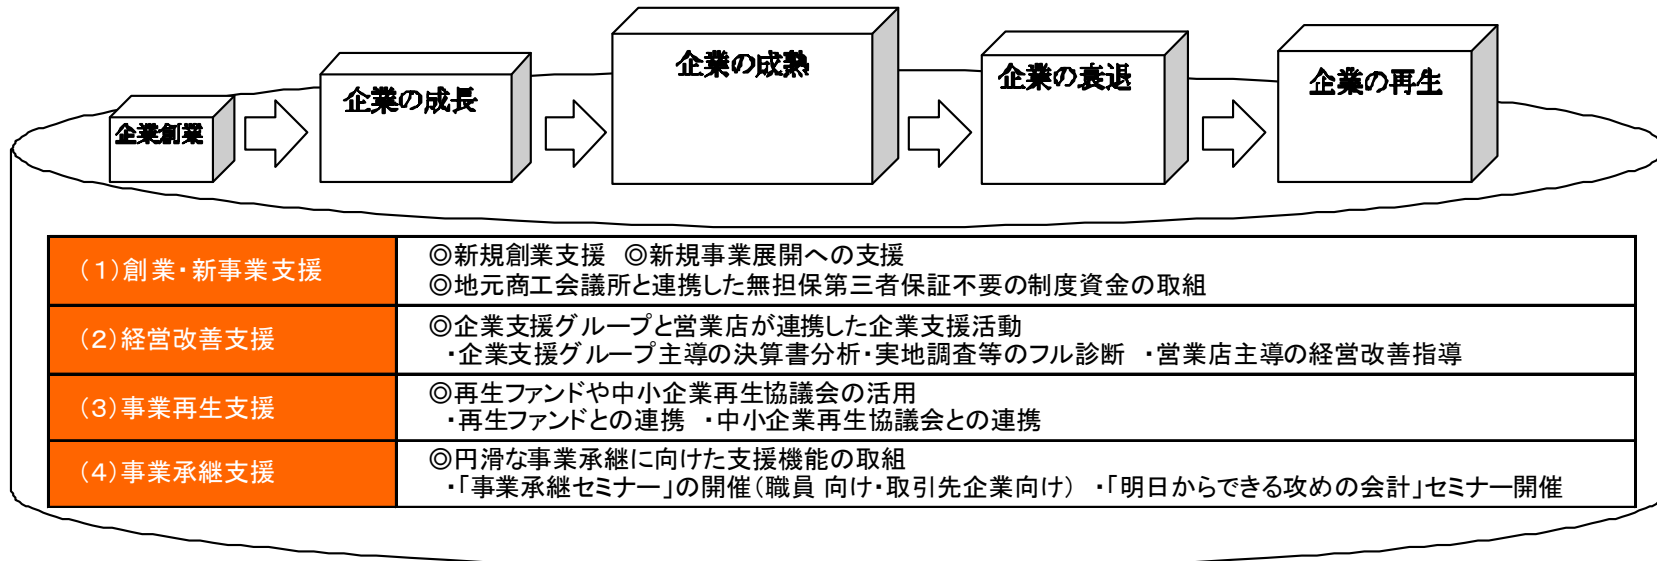 企業創業
企業の成長
企業の成熟
企業の衰退
企業の再生
(1)創業・新事業支援
◎新規創業支援 ◎新規事業展開への支援
◎地元商工会議所と連携した無担保第三者保証不要の制度資金の取組
(2)経営改善支援
◎企業支援グループと営業店が連携した企業支援活動
・企業支援グループ主導の決算書分析・実地調査等のフル診断 ・営業店主導の経営改善指導
(3)事業再生支援
◎再生ファンドや中小企業再生協議会の活用
・再生ファンドとの連携 ・中小企業再生協議会との連携
(4)事業承継支援
◎円滑な事業承継に向けた支援機能の取組
・「事業承継セミナー」の開催(職員 向け・取引先企業向け) ・「明日からできる攻めの会計」セミナー開催